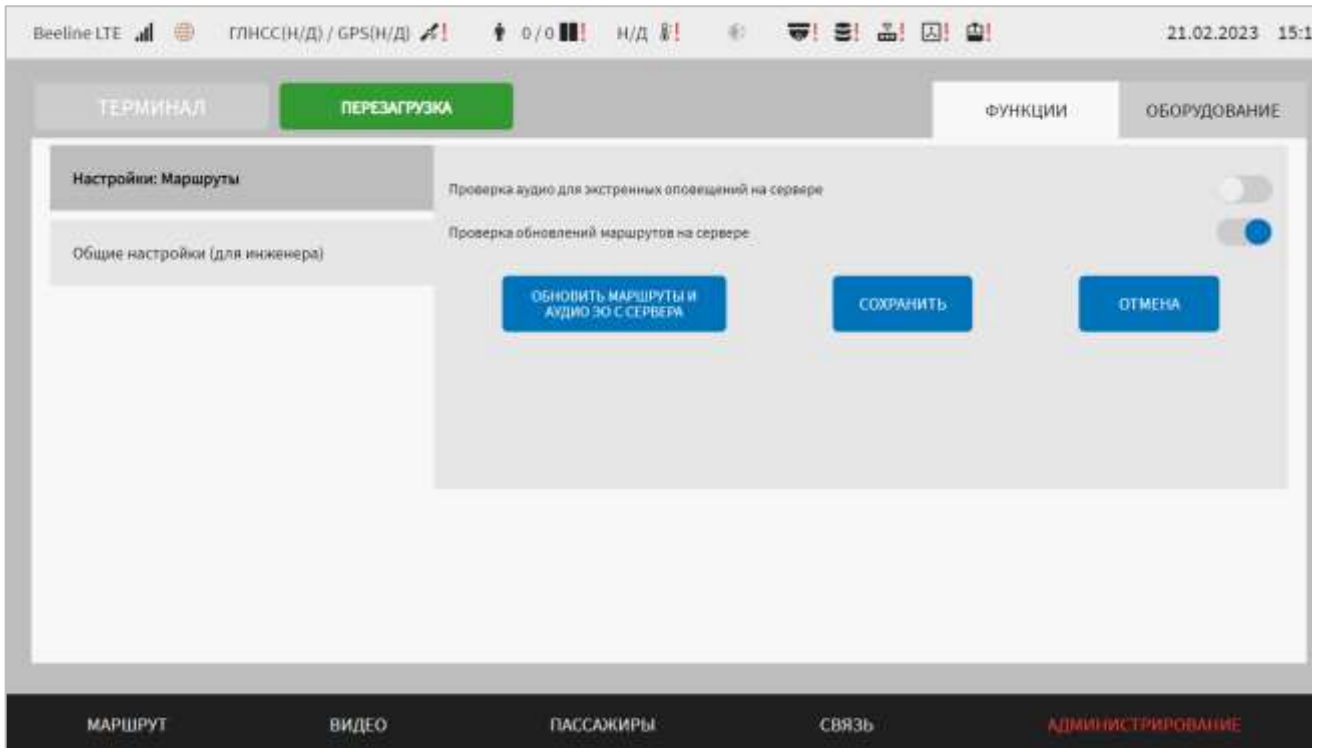 Beeline LTE ГЛНСС(Н/Д) / GPS(Н/Д) ! 0/0 ! Н/Д ! ! ! ! ! ! 21.02.2023 15:1
ТЕРМИНАЛ ПЕРЕЗАГРУЗКА ФУНКЦИИ ОБОРУДОВАНИЕ
Настройки: Маршруты
Проверка аудио для экстренных оповещений на сервере
Проверка обновлений маршрутов на сервере
Общие настройки (для инженера)
ОБНОВИТЬ МАРШРУТЫ И
АУДИО ЭО С СЕРВЕРА
СОХРАНИТЬ
ОТМЕНА
МАРШРУТ ВИДЕО ПАССАЖИРЫ СВЯЗЬ АДМИНИСТРИРОВАНИЕ